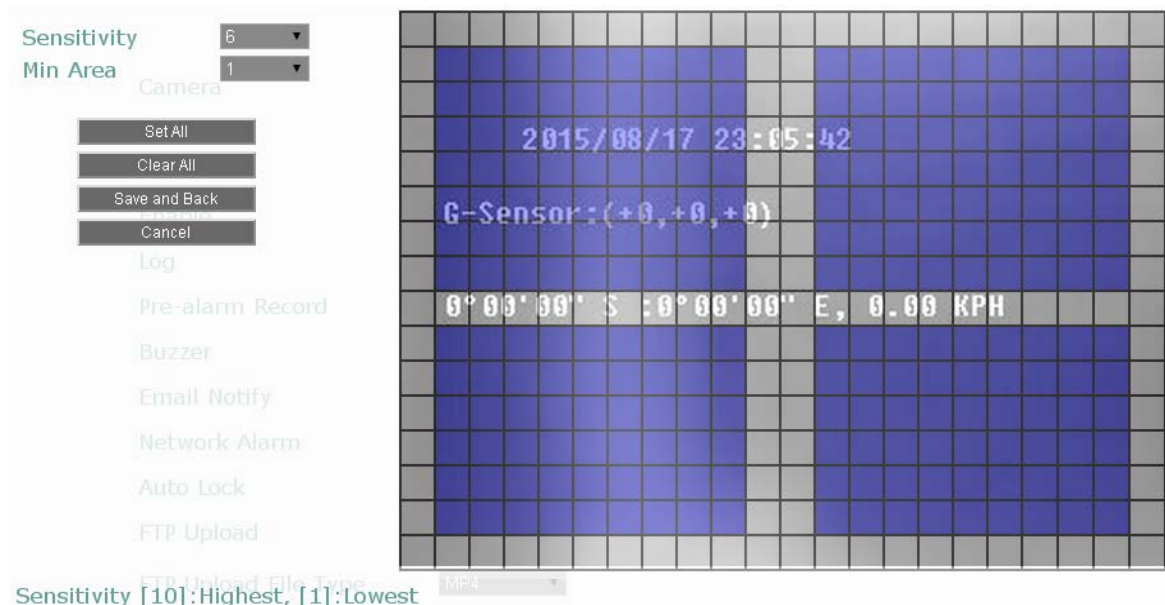 Sensitivity 6
Min Area 1
Camera
Set All
Clear All
Save and Back
Enable
Cancel
Log
Pre-alarm Record
Buzzer
Email Notify
Network Alarm
Auto Lock
FTP Upload
FTP Upload File Type MP4
Sensitivity [10]:Highest, [1]:Lowest
2015/08/17 23:05:42
G-Sensor:(+0,+0,+0)
0°00'00" S :0°00'00" E, 0.00 KPH